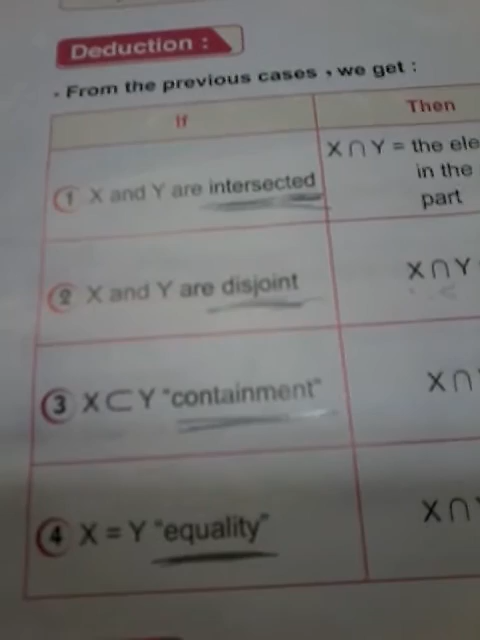 Deduction :
- From the previous cases , we get :
If
Then
① X and Y are intersected
X ∩ Y = the ele
in the
part
② X and Y are disjoint
X ∩ Y
③ X ⊂ Y "containment"
X ∩
④ X = Y "equality"
X ∩